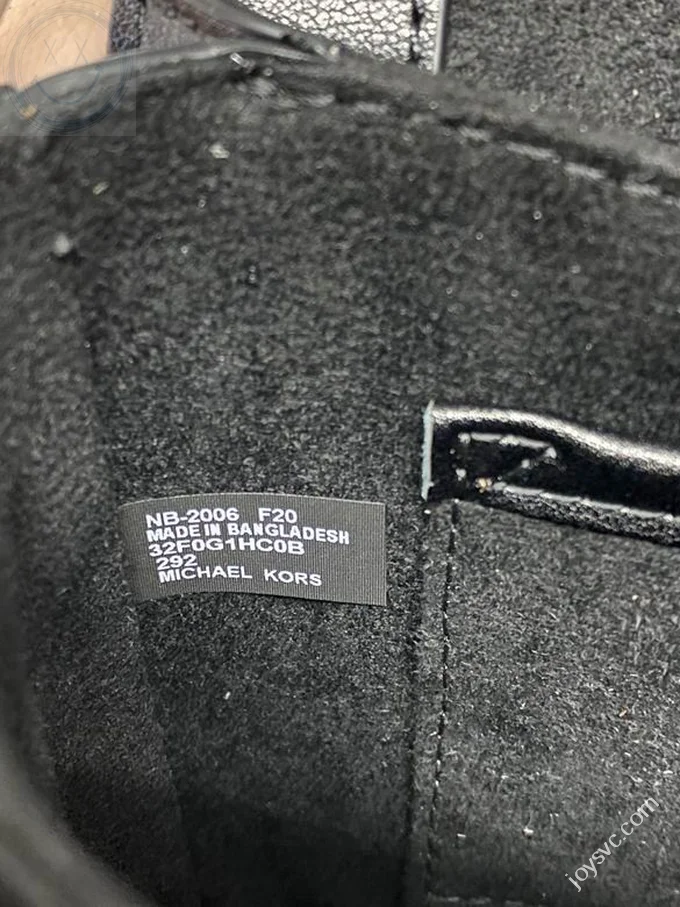 NB-2006 F20
MADE IN BANGLADESH
32F0G1HC0B
292
MICHAEL KORS
joysvc.com